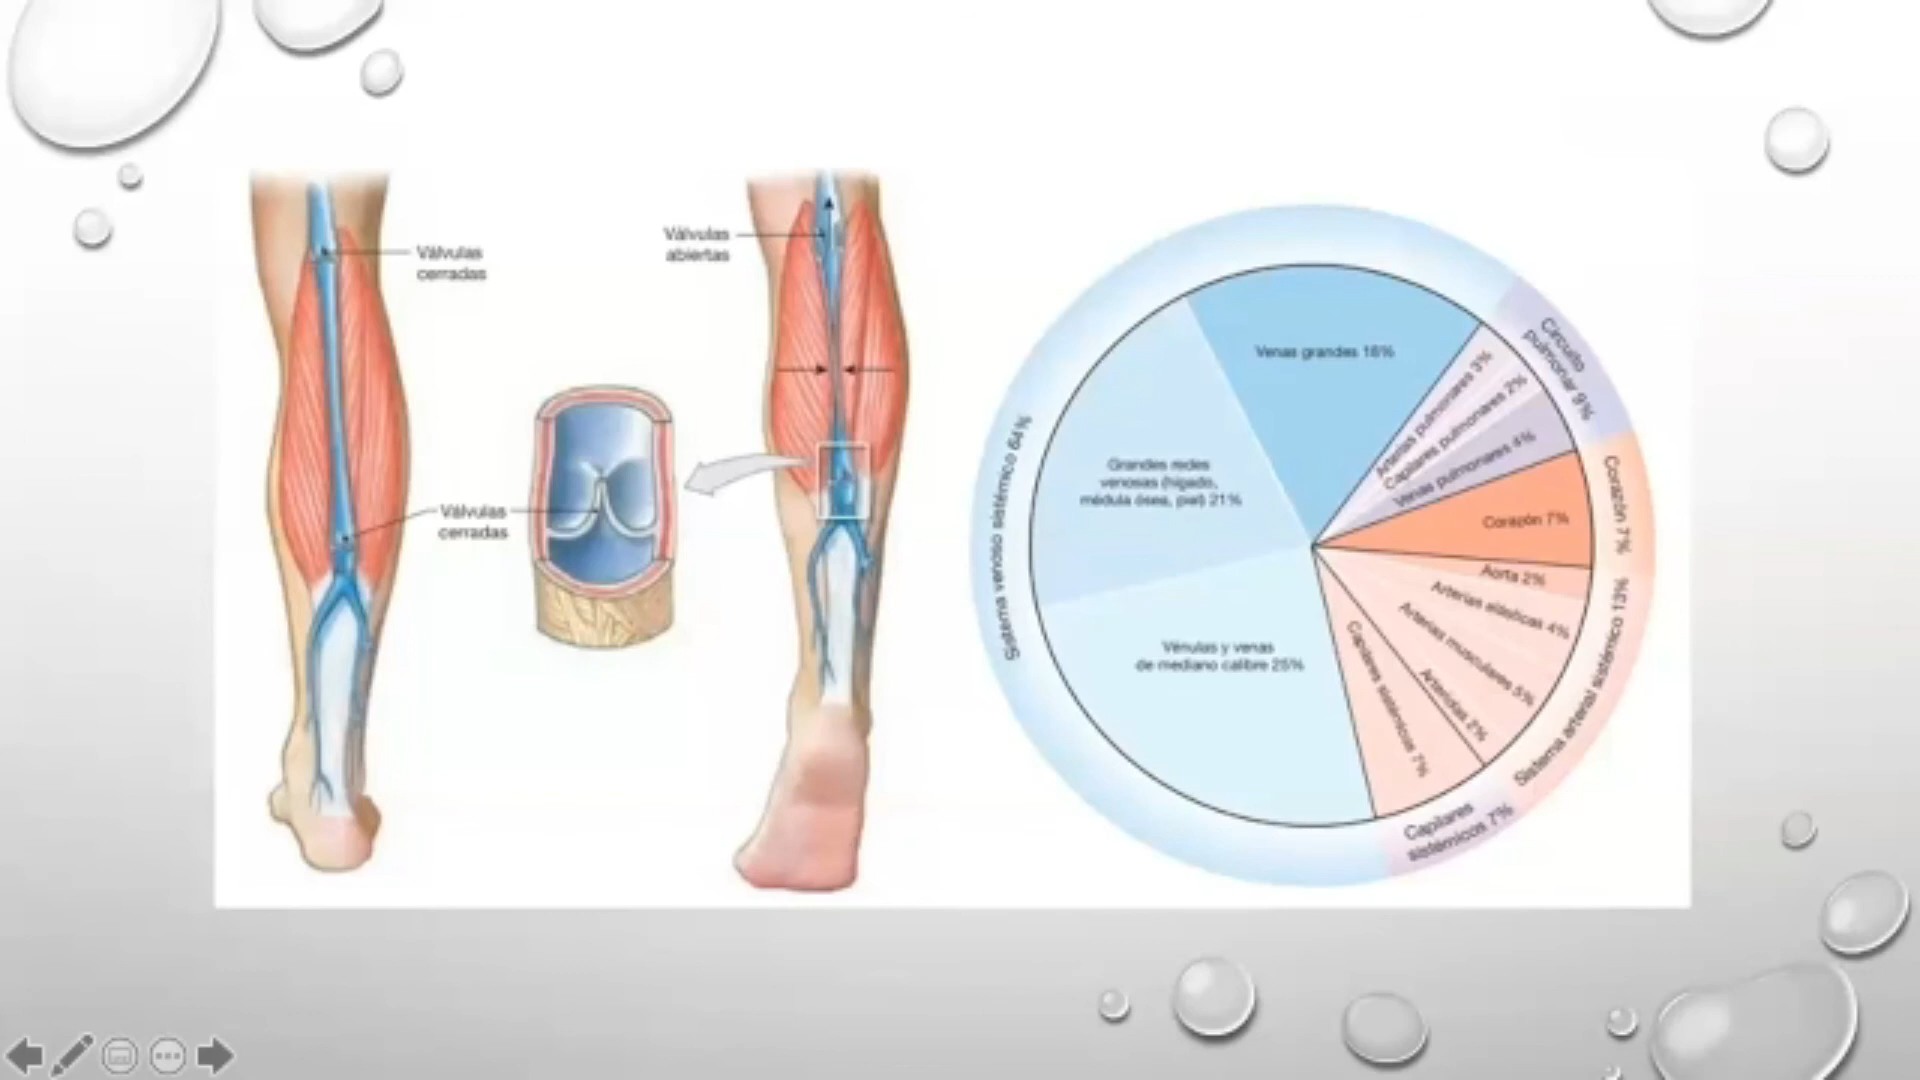 Válvulas
cerradas
Válvulas
cerradas
Válvulas
abiertas
Sistema venoso sistémico 64%
Venas grandes 18%
Grandes redes
venosas (hígado,
médula ósea, piel) 21%
Vénulas y venas
de mediano calibre 25%
Circuito
pulmonar 9%
Arterias pulmonares 3%
Capilares pulmonares 2%
Venas pulmonares 4%
Corazón 7%
Corazón 7%
Aorta 2%
Arterias elásticas 4%
Arterias musculares 5%
Arteriolas 2%
Sistema arterial sistémico 13%
Capilares sistémicos 7%
Capilares
sistémicos 7%